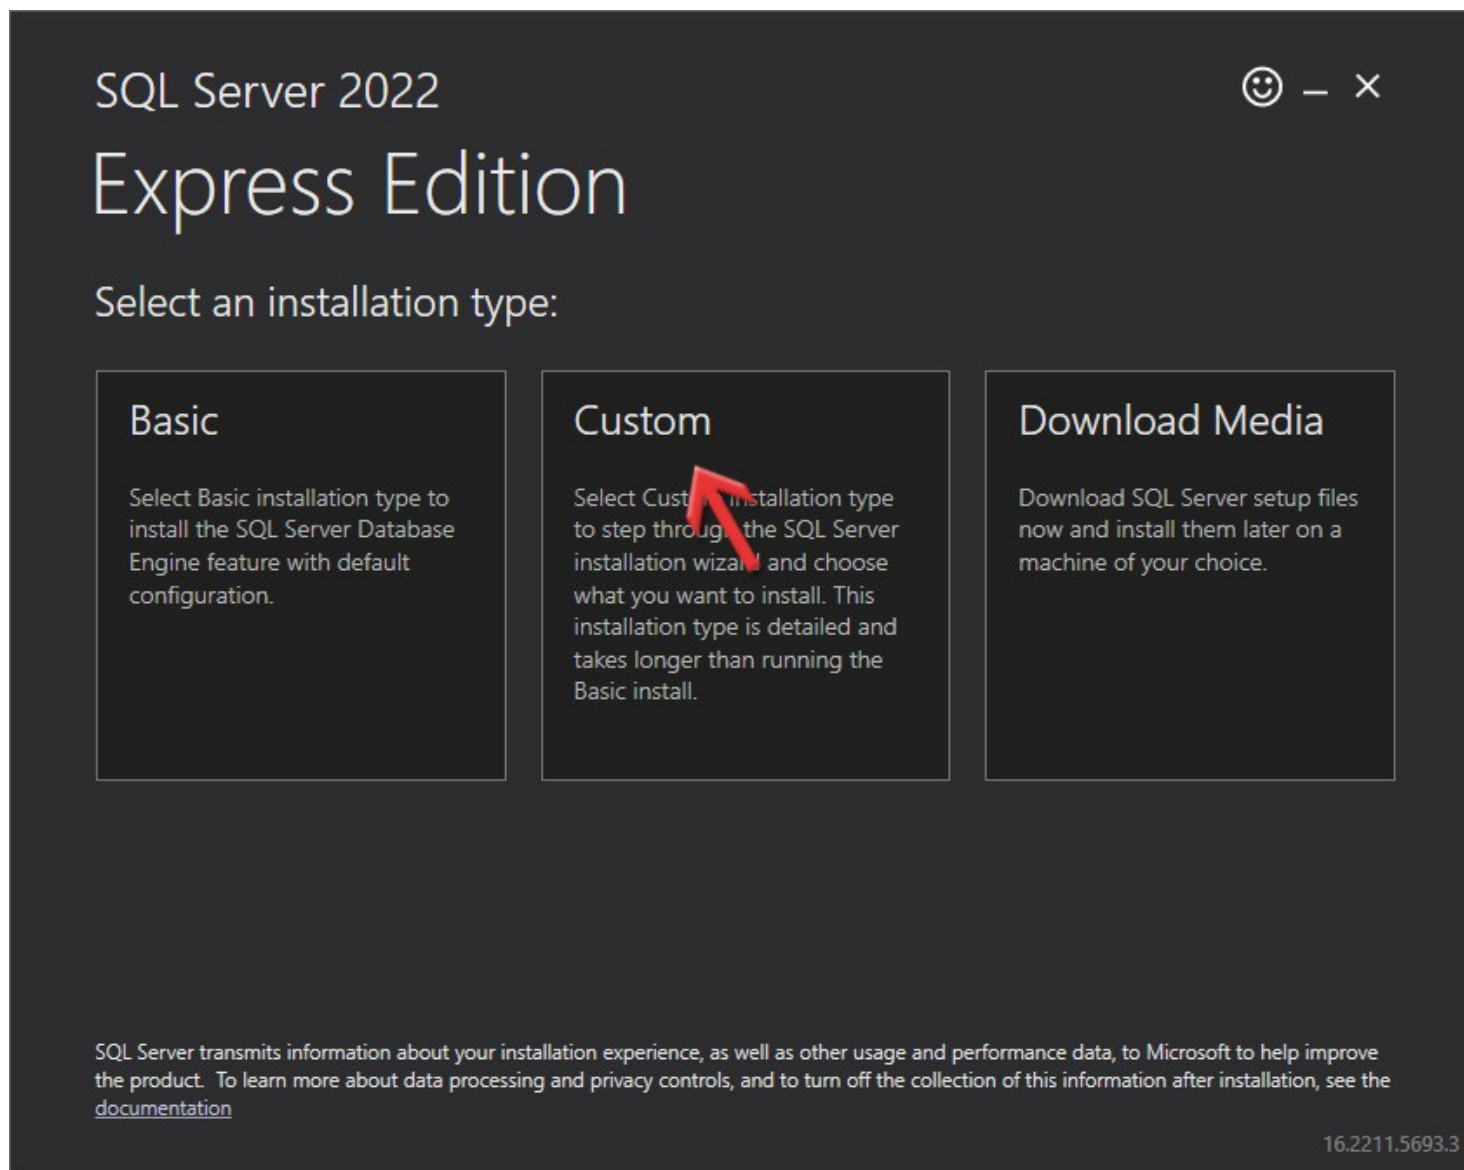 SQL Server 2022
Express Edition
Select an installation type:
Basic
Select Basic installation type to
install the SQL Server Database
Engine feature with default
configuration.
Custom
Select Custom installation type
to step through the SQL Server
installation wizard and choose
what you want to install. This
installation type is detailed and
takes longer than running the
Basic install.
Download Media
Download SQL Server setup files
now and install them later on a
machine of your choice.
SQL Server transmits information about your installation experience, as well as other usage and performance data, to Microsoft to help improve
the product.  To learn more about data processing and privacy controls, and to turn off the collection of this information after installation, see the
documentation
16.2211.5693.3